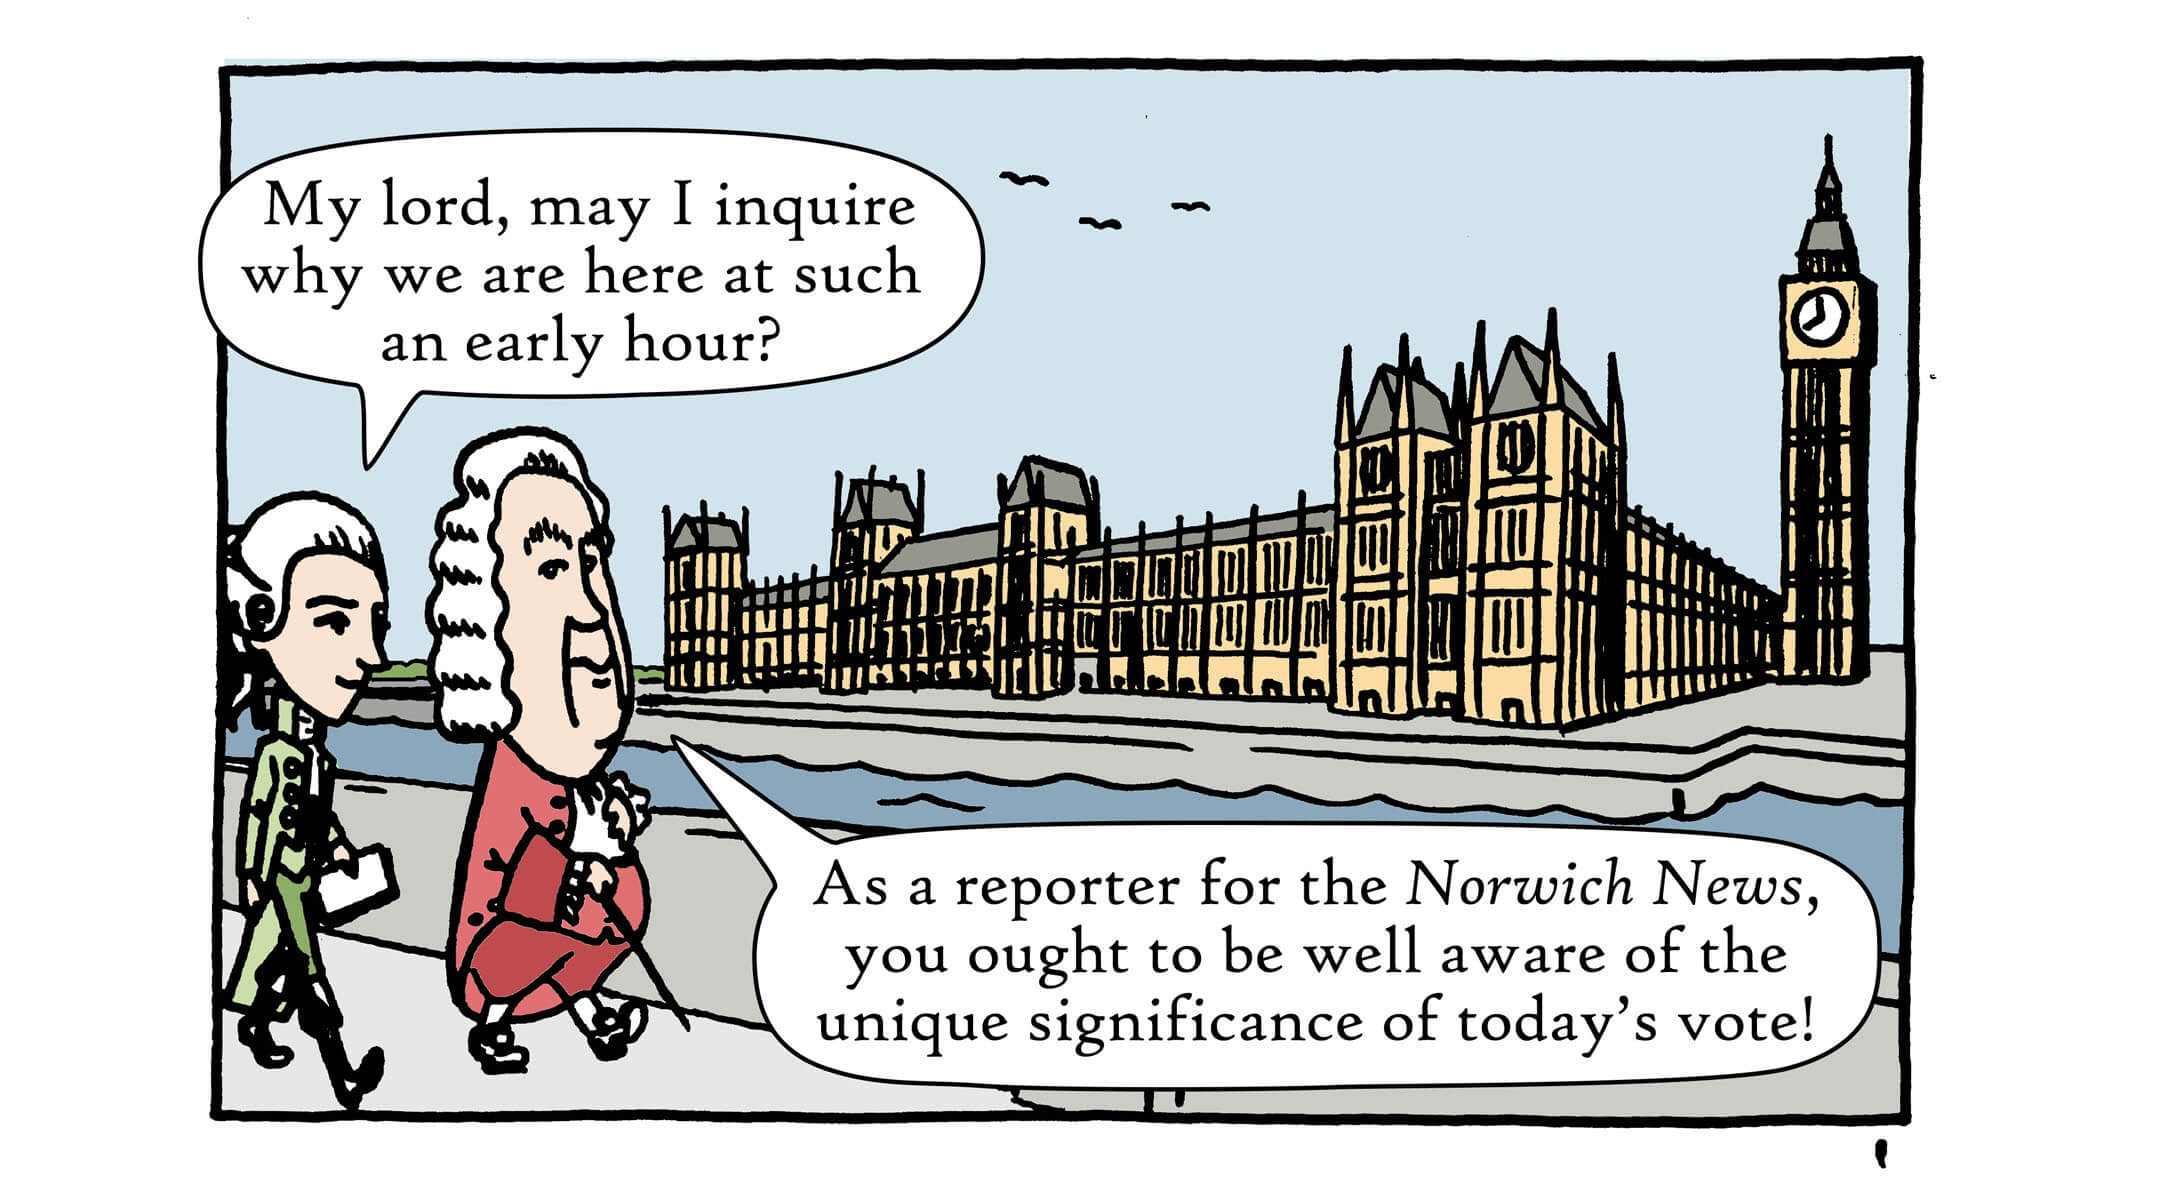 My lord, may I inquire
why we are here at such
an early hour?
As a reporter for the Norwich News,
you ought to be well aware of the
unique significance of today’s vote!